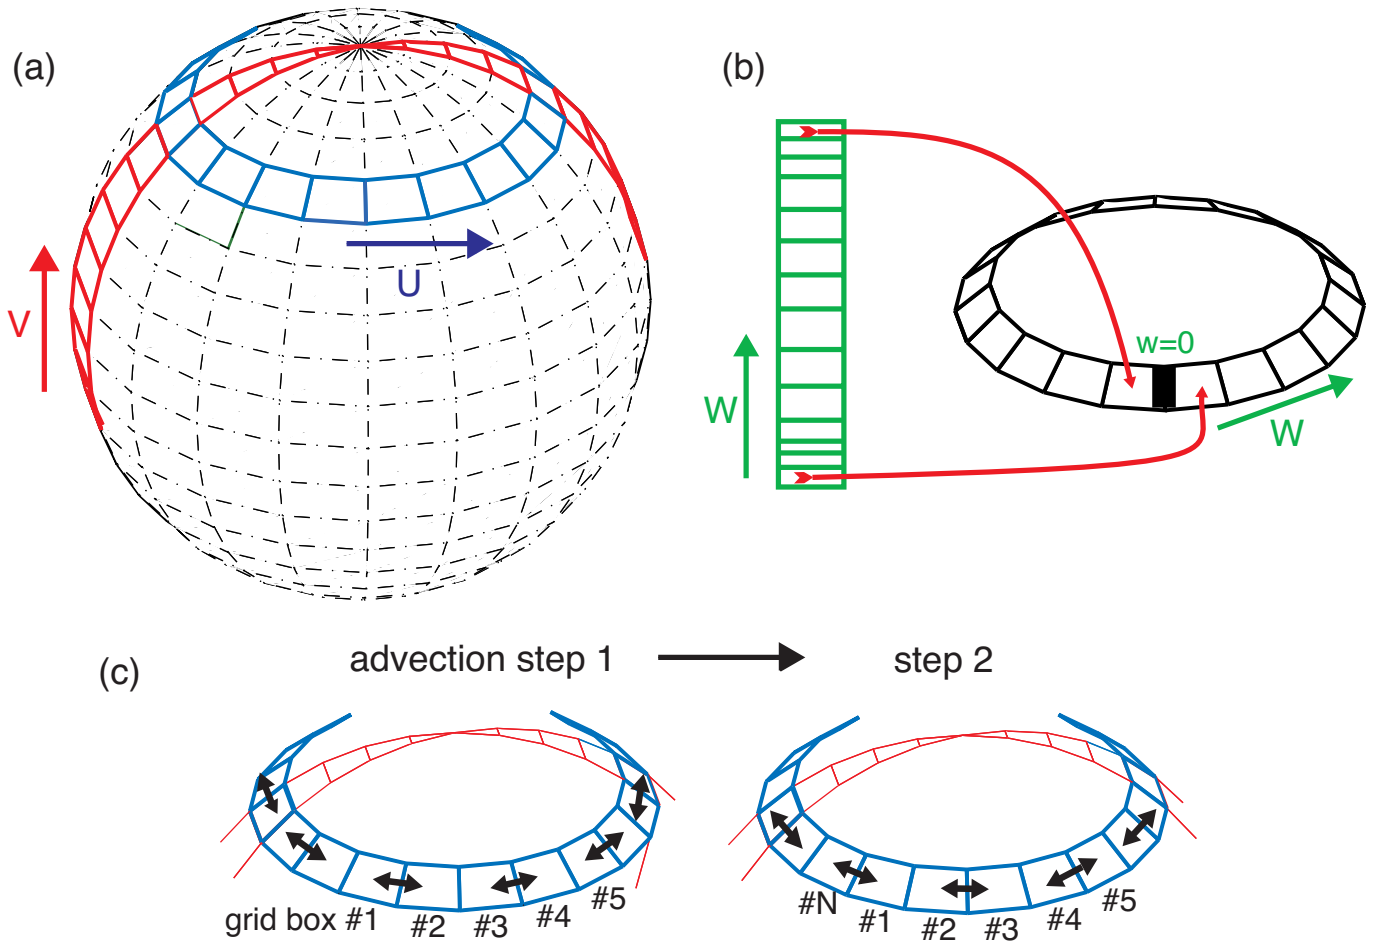 (a)
(b)
V
U
w=0
W
W
(c)
advection step 1
step 2
grid box #1
#2
#3
#4
#5
#N
#1
#2
#3
#4
#5